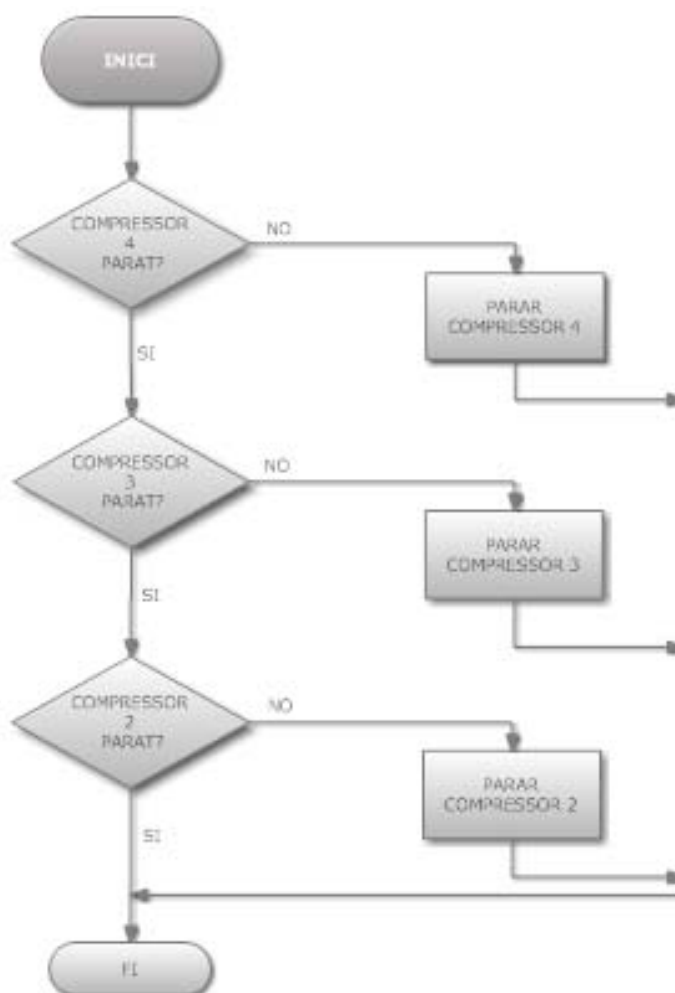 INICI
COMPRESSOR
4
PARAT?
NO
PARAR
COMPRESSOR 4
SI
COMPRESSOR
3
PARAT?
NO
PARAR
COMPRESSOR 3
SI
COMPRESSOR
2
PARAT?
NO
PARAR
COMPRESSOR 2
SI
FI